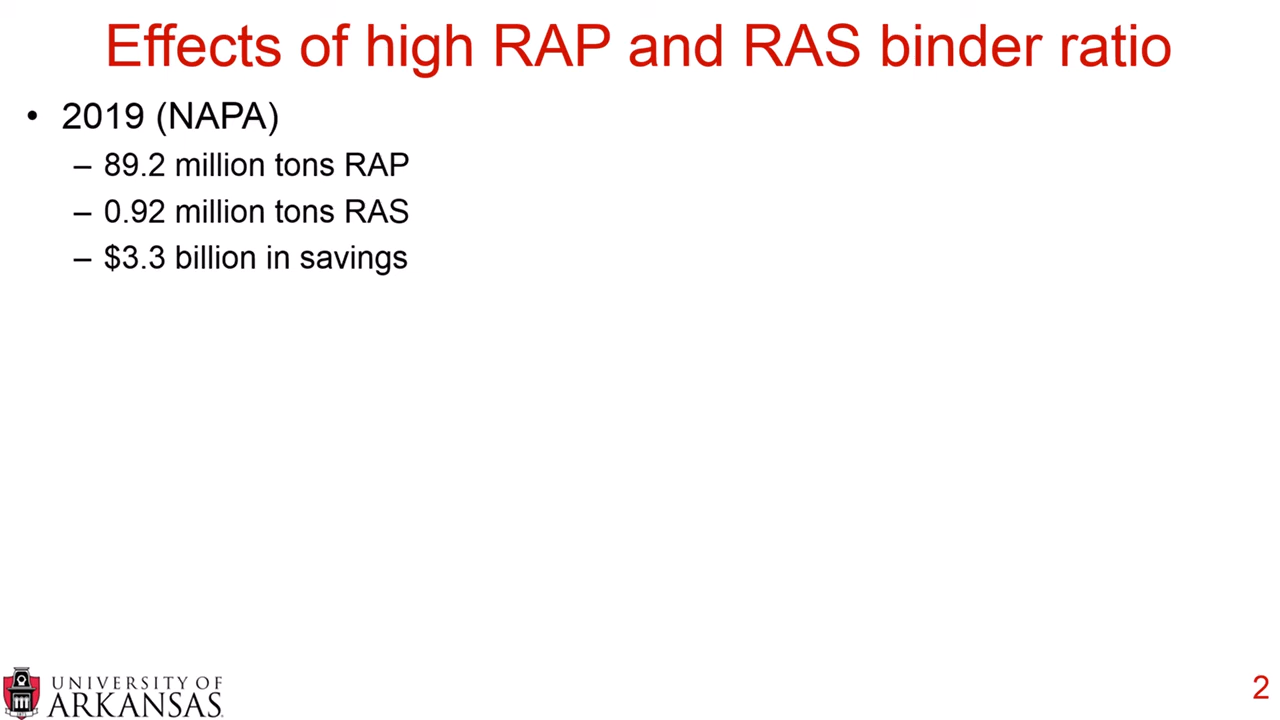 Effects of high RAP and RAS binder ratio
• 2019 (NAPA)
– 89.2 million tons RAP
– 0.92 million tons RAS
– $3.3 billion in savings
UNIVERSITY OF
ARKANSAS
2